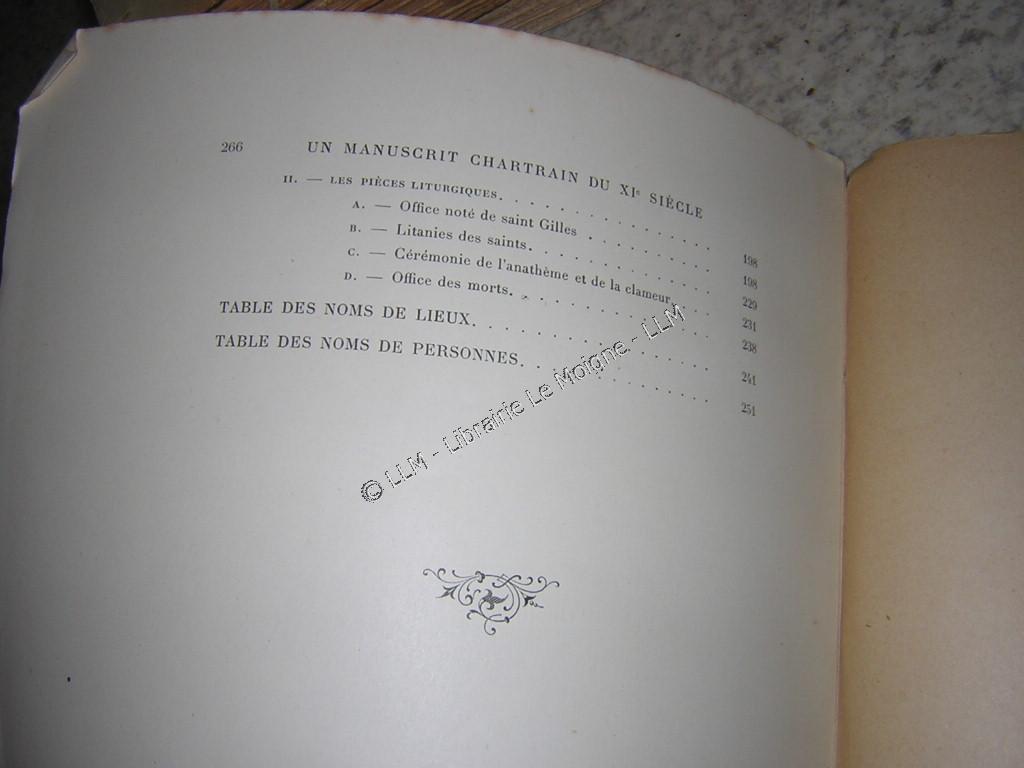 266 UN MANUSCRIT CHARTRAIN DU XIe SIÈCLE
II. — LES PIÈCES LITURGIQUES. . . . . . . . . . . . . . 198
A. — Office noté de saint Gilles . . . . . . . . 198
B. — Litanies des saints. . . . . . . . . . . 229
C. — Cérémonie de l'anathème et de la clameur. . . 231
D. — Office des morts. . . . . . . . . . . . 238
TABLE DES NOMS DE LIEUX. . . . . . . . . . . . . . 241
TABLE DES NOMS DE PERSONNES. . . . . . . . . . . . 251
© LLM - Librairie Le Moigne - LLM